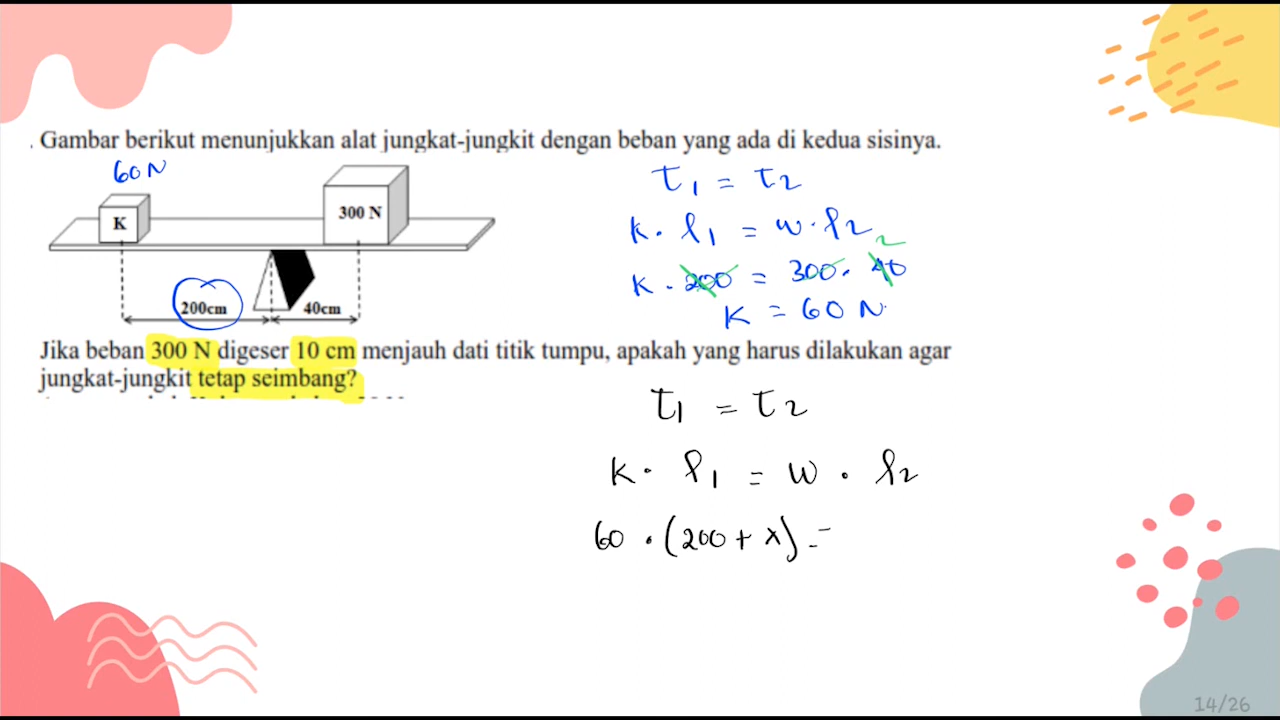 . Gambar berikut menunjukkan alat jungkat-jungkit dengan beban yang ada di kedua sisinya.
60 N
K
300 N
200cm
40cm
τ1 = τ2
K . l1 = w . l2
2
K . 200 = 300 . 40
K = 60 N
Jika beban 300 N digeser 10 cm menjauh dati titik tumpu, apakah yang harus dilakukan agar
jungkat-jungkit tetap seimbang?
τ1 = τ2
K . l1 = w . l2
60 . (200 + x) =
14/26